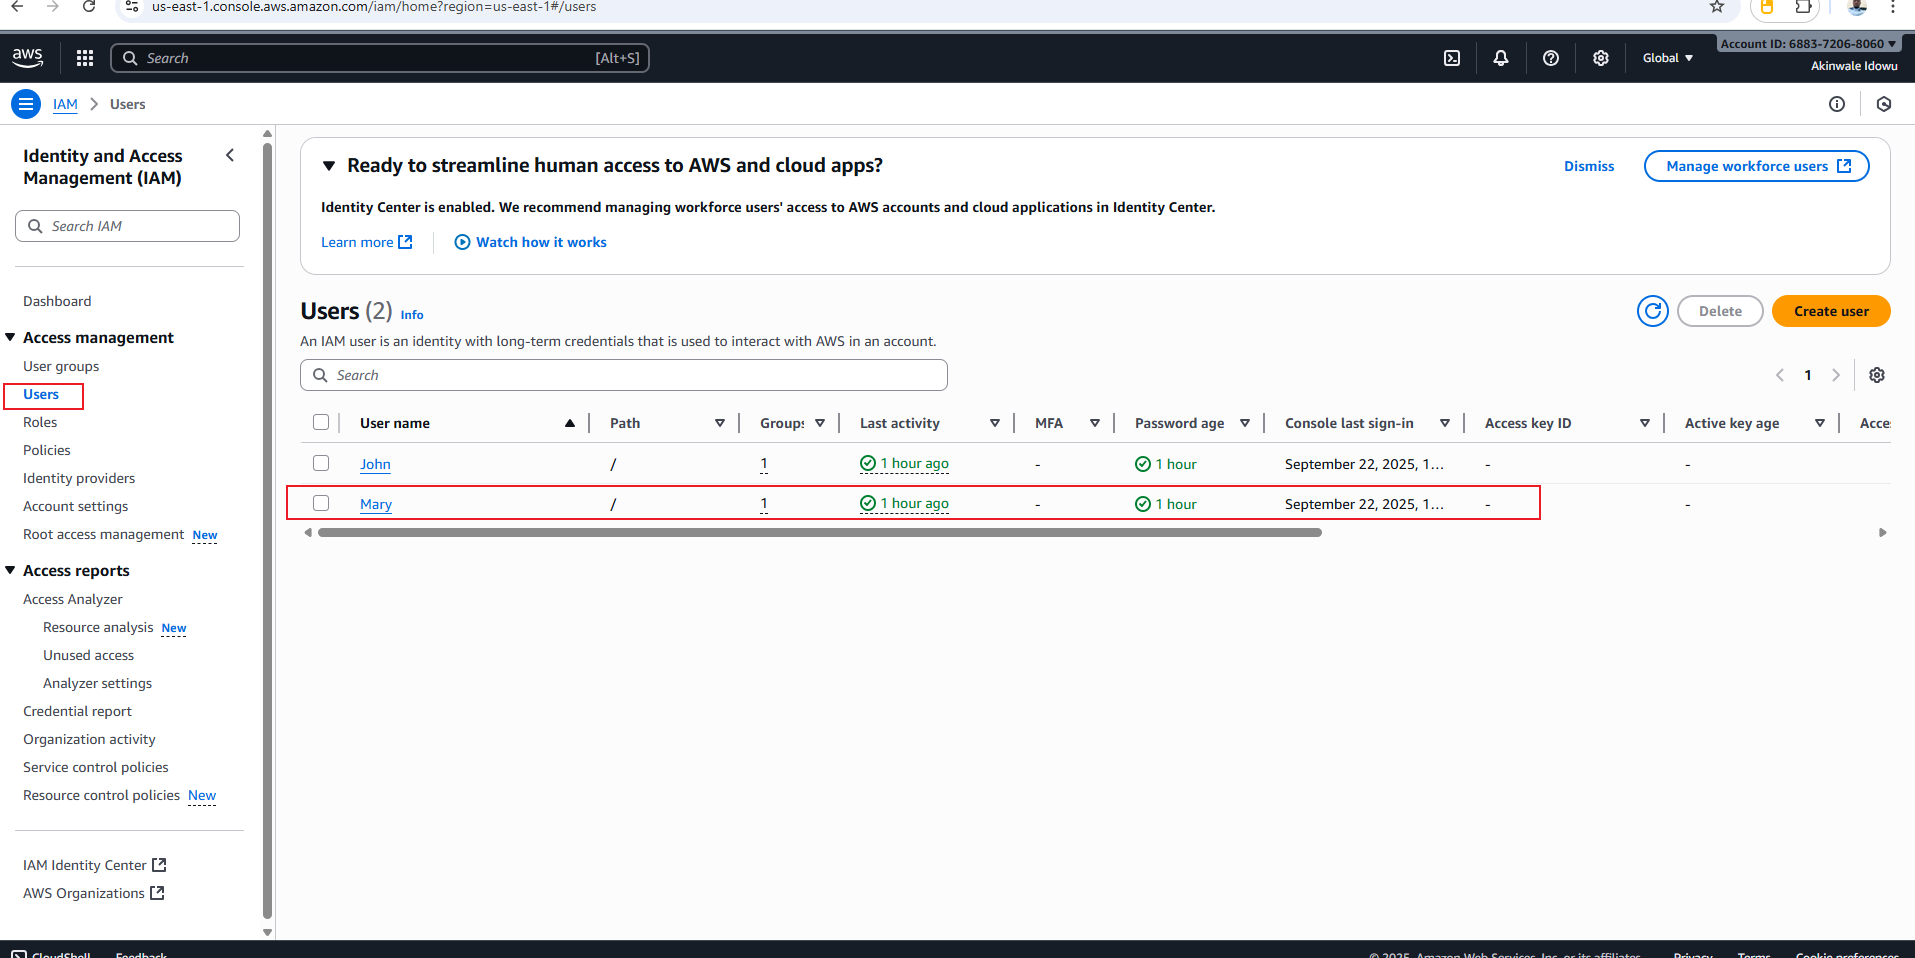 us-east-1.console.aws.amazon.com/iam/home?region=us-east-1#/users
aws
Search [Alt+S]
Global
Account ID: 6883-7206-8060
Akinwale Idowu
IAM > Users
Identity and Access Management (IAM)
Search IAM
Dashboard
Access management
User groups
Users
Roles
Policies
Identity providers
Account settings
Root access management New
Access reports
Access Analyzer
Resource analysis New
Unused access
Analyzer settings
Credential report
Organization activity
Service control policies
Resource control policies New
IAM Identity Center
AWS Organizations
Ready to streamline human access to AWS and cloud apps?
Dismiss
Manage workforce users
Identity Center is enabled. We recommend managing workforce users' access to AWS accounts and cloud applications in Identity Center.
Learn more
Watch how it works
Users (2) Info
Delete
Create user
An IAM user is an identity with long-term credentials that is used to interact with AWS in an account.
Search
1
User name Path Groups Last activity MFA Password age Console last sign-in Access key ID Active key age Acce
John / 1 1 hour ago - 1 hour September 22, 2025, 1... - -
Mary / 1 1 hour ago - 1 hour September 22, 2025, 1... - -
CloudShell Feedback
© 2025, Amazon Web Services, Inc. or its affiliates. Privacy Terms Cookie preferences